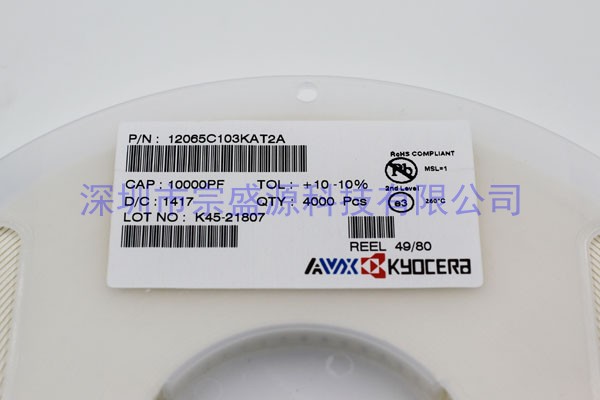 P/N : 12065C103KAT2A
CAP : 10000PF TOL : +10 -10%
D/C : 1417 QTY : 4000 Pcs
LOT NO : K45-21807
RoHS COMPLIANT
Pb
MSL=1
2nd Level
e3 260°C
REEL 49/80
AVX KYOCERA
深圳市宗盛源科技有限公司